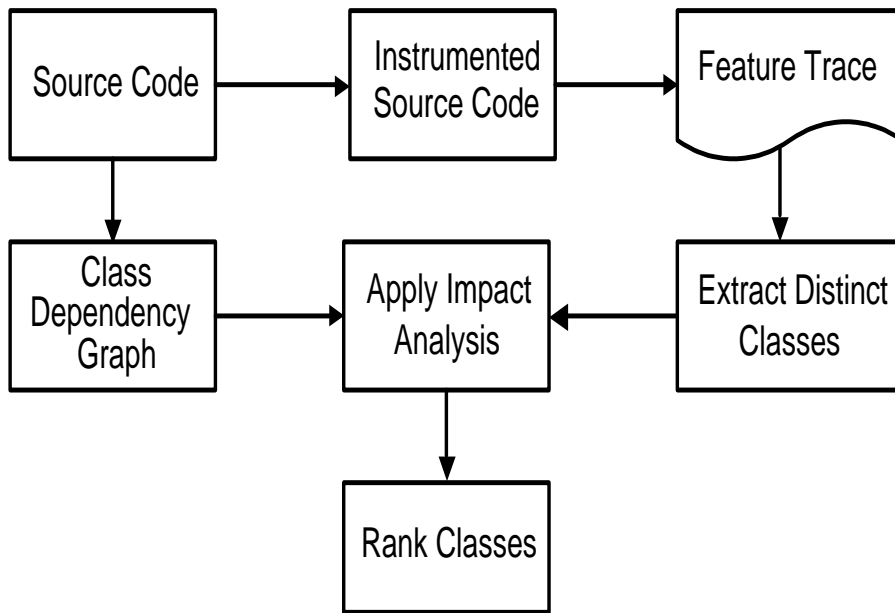 Source Code
Instrumented
Source Code
Feature Trace
Class
Dependency
Graph
Apply Impact
Analysis
Extract Distinct
Classes
Rank Classes